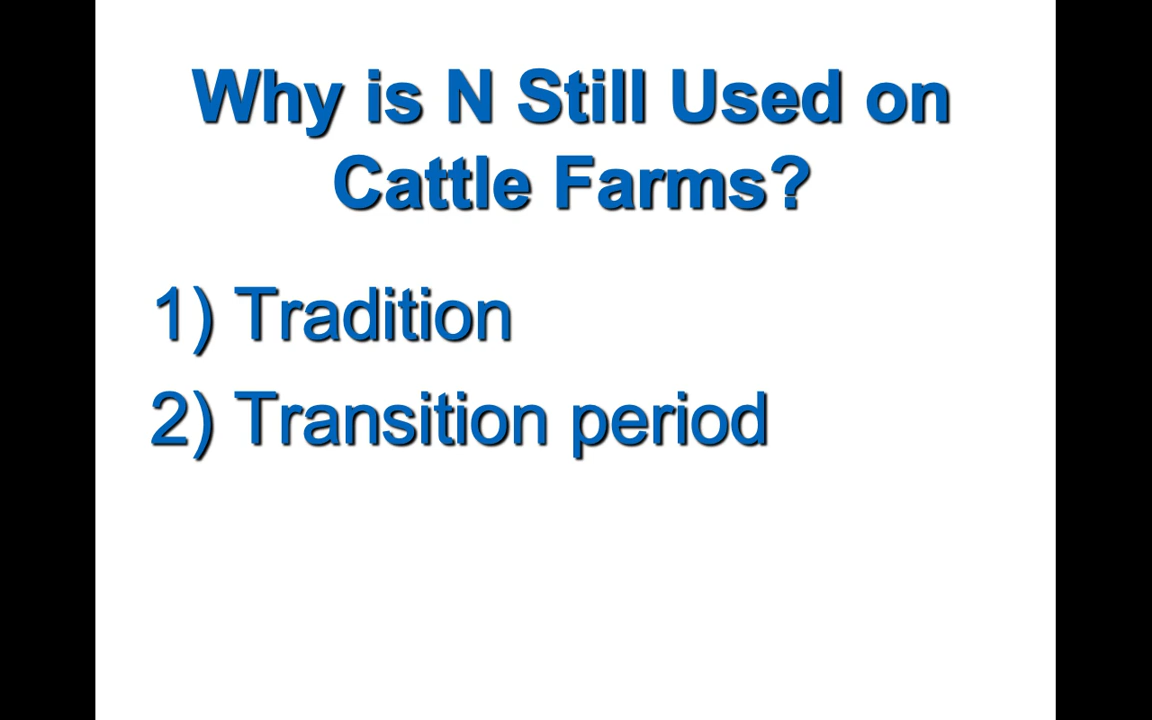 Why is N Still Used on
Cattle Farms?
1) Tradition
2) Transition period